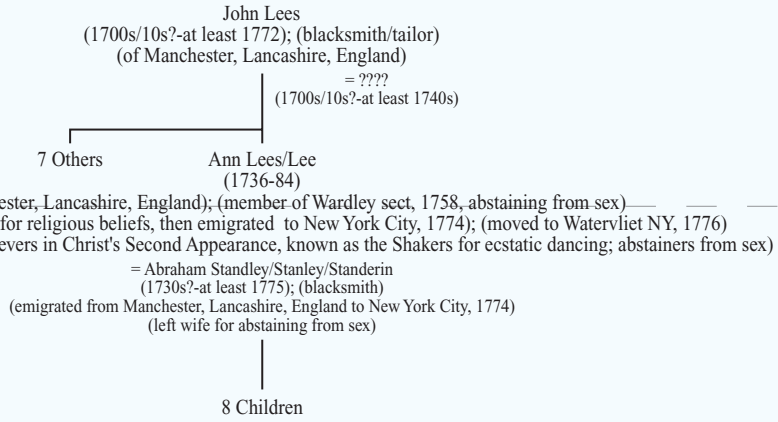 John Lees
(1700s/10s?-at least 1772); (blacksmith/tailor)
(of Manchester, Lancashire, England)
= ????
(1700s/10s?-at least 1740s)
7 Others
Ann Lees/Lee
(1736-84)
ester, Lancashire, England); (member of Wardley sect, 1758, abstaining from sex)
for religious beliefs, then emigrated to New York City, 1774); (moved to Watervliet NY, 1776)
evers in Christ's Second Appearance, known as the Shakers for ecstatic dancing; abstainers from sex)
= Abraham Standley/Stanley/Standerin
(1730s?-at least 1775); (blacksmith)
(emigrated from Manchester, Lancashire, England to New York City, 1774)
(left wife for abstaining from sex)
8 Children